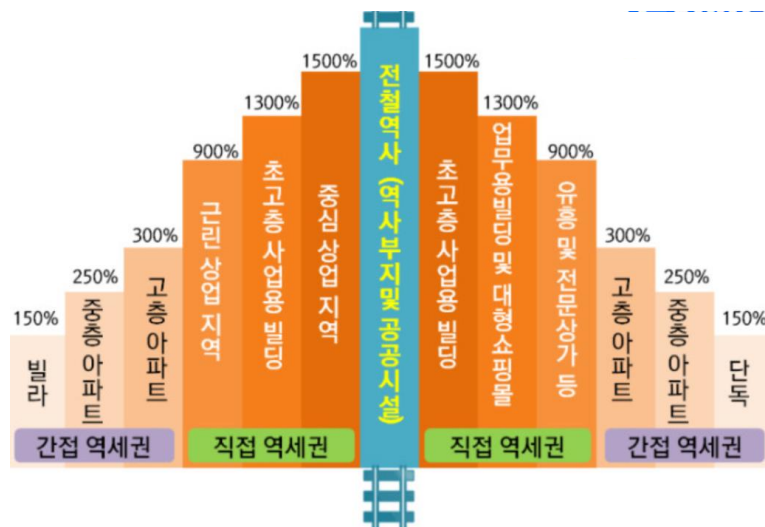 1500%
1300%
900%
300%
250%
150%
빌라
중층 아파트
고층 아파트
근린 상업 지역
초고층 사업용 빌딩
중심 상업 지역
전철역사 (역사부지및 공공시설)
1500%
1300%
900%
300%
250%
150%
초고층 사업용 빌딩
업무용빌딩 및 대형쇼핑몰
유흥 및 전문상가 등
고층 아파트
중층 아파트
단독
간접 역세권
직접 역세권
직접 역세권
간접 역세권